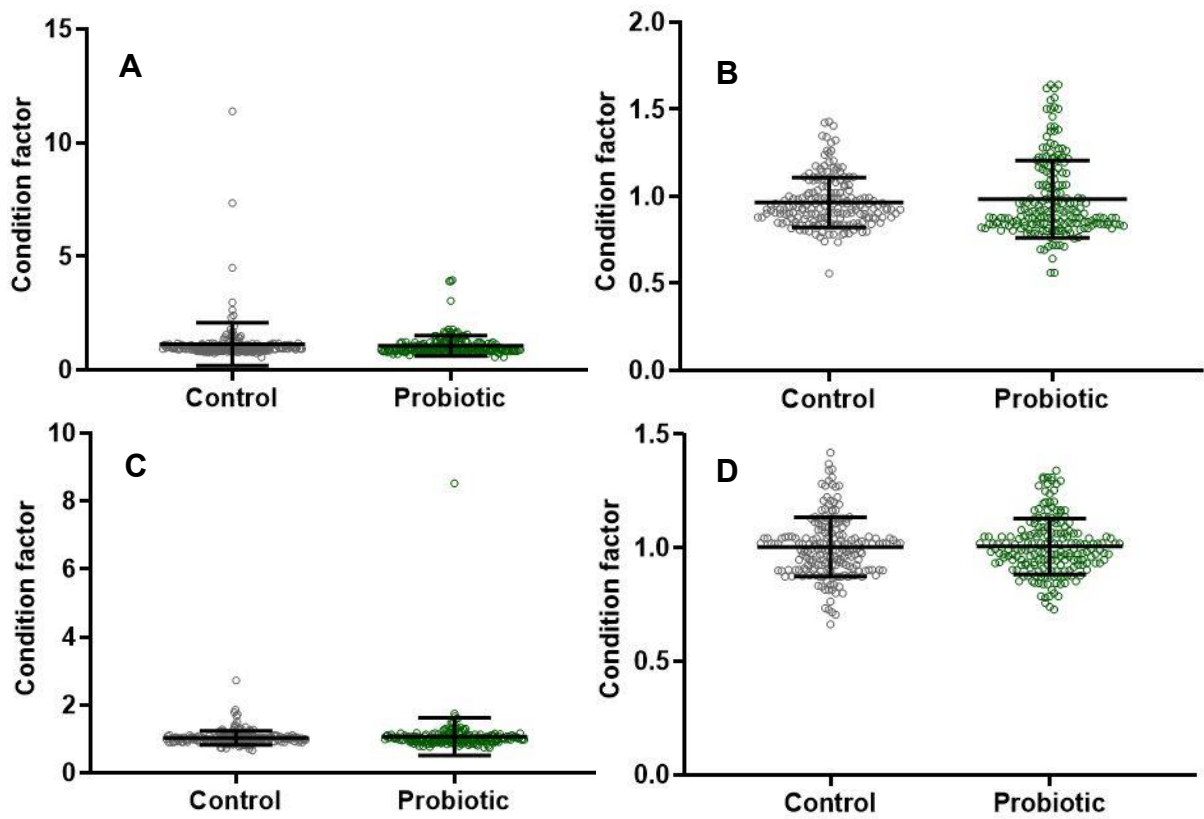 A
Condition factor
15
10
5
0
Control
Probiotic
B
Condition factor
2.0
1.5
1.0
0.5
0.0
Control
Probiotic
C
Condition factor
10
8
6
4
2
0
Control
Probiotic
D
Condition factor
1.5
1.0
0.5
0.0
Control
Probiotic